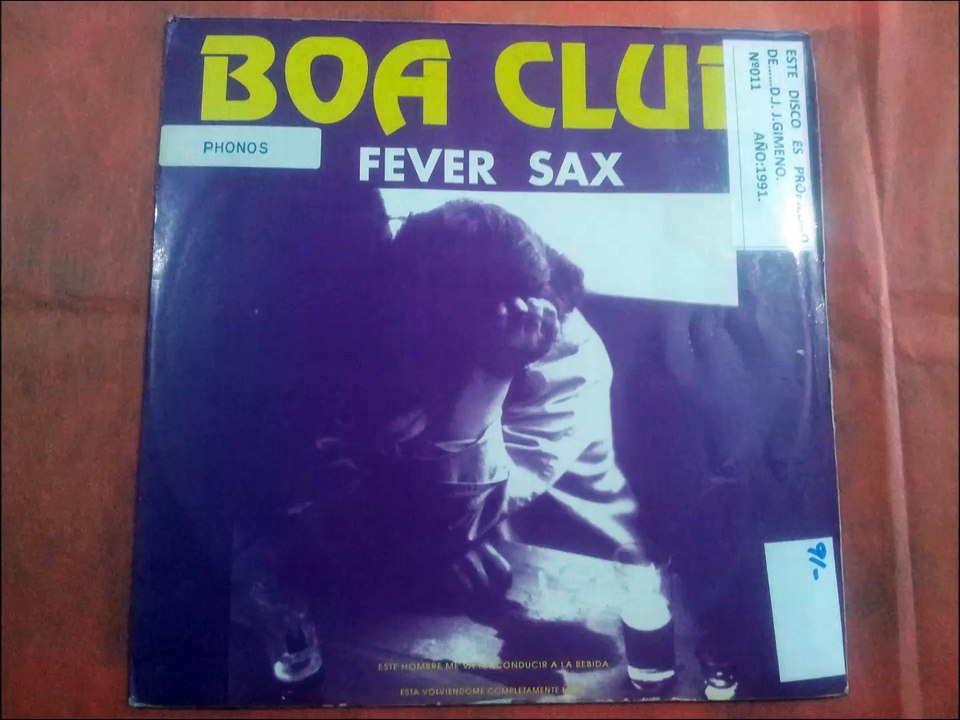 BOA CLU
PHONOS
FEVER SAX
ESTE DISCO ES
DE......D.J. J.GIMENO.
Nº011 AÑO:1991.
9/-
ESTE HOMBRE ME VA A CONDUCIR A LA BEBIDA
ESTA VOLVIENDOME COMPLETAMENTE